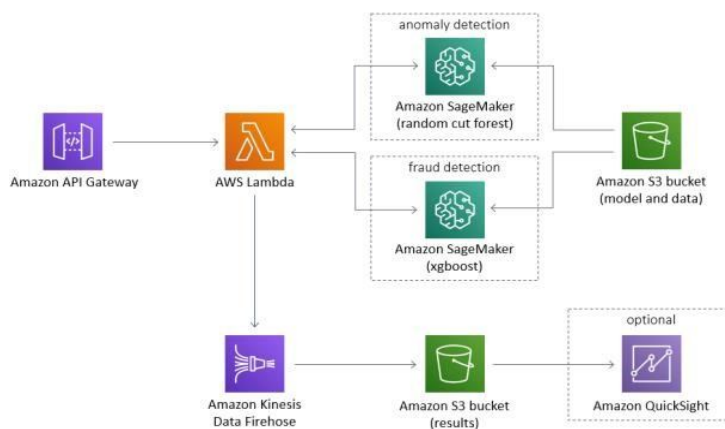 anomaly detection
Amazon SageMaker
(random cut forest)
Amazon API Gateway
AWS Lambda
Amazon S3 bucket
(model and data)
fraud detection
Amazon SageMaker
(xgboost)
optional
Amazon Kinesis
Data Firehose
Amazon S3 bucket
(results)
Amazon QuickSight